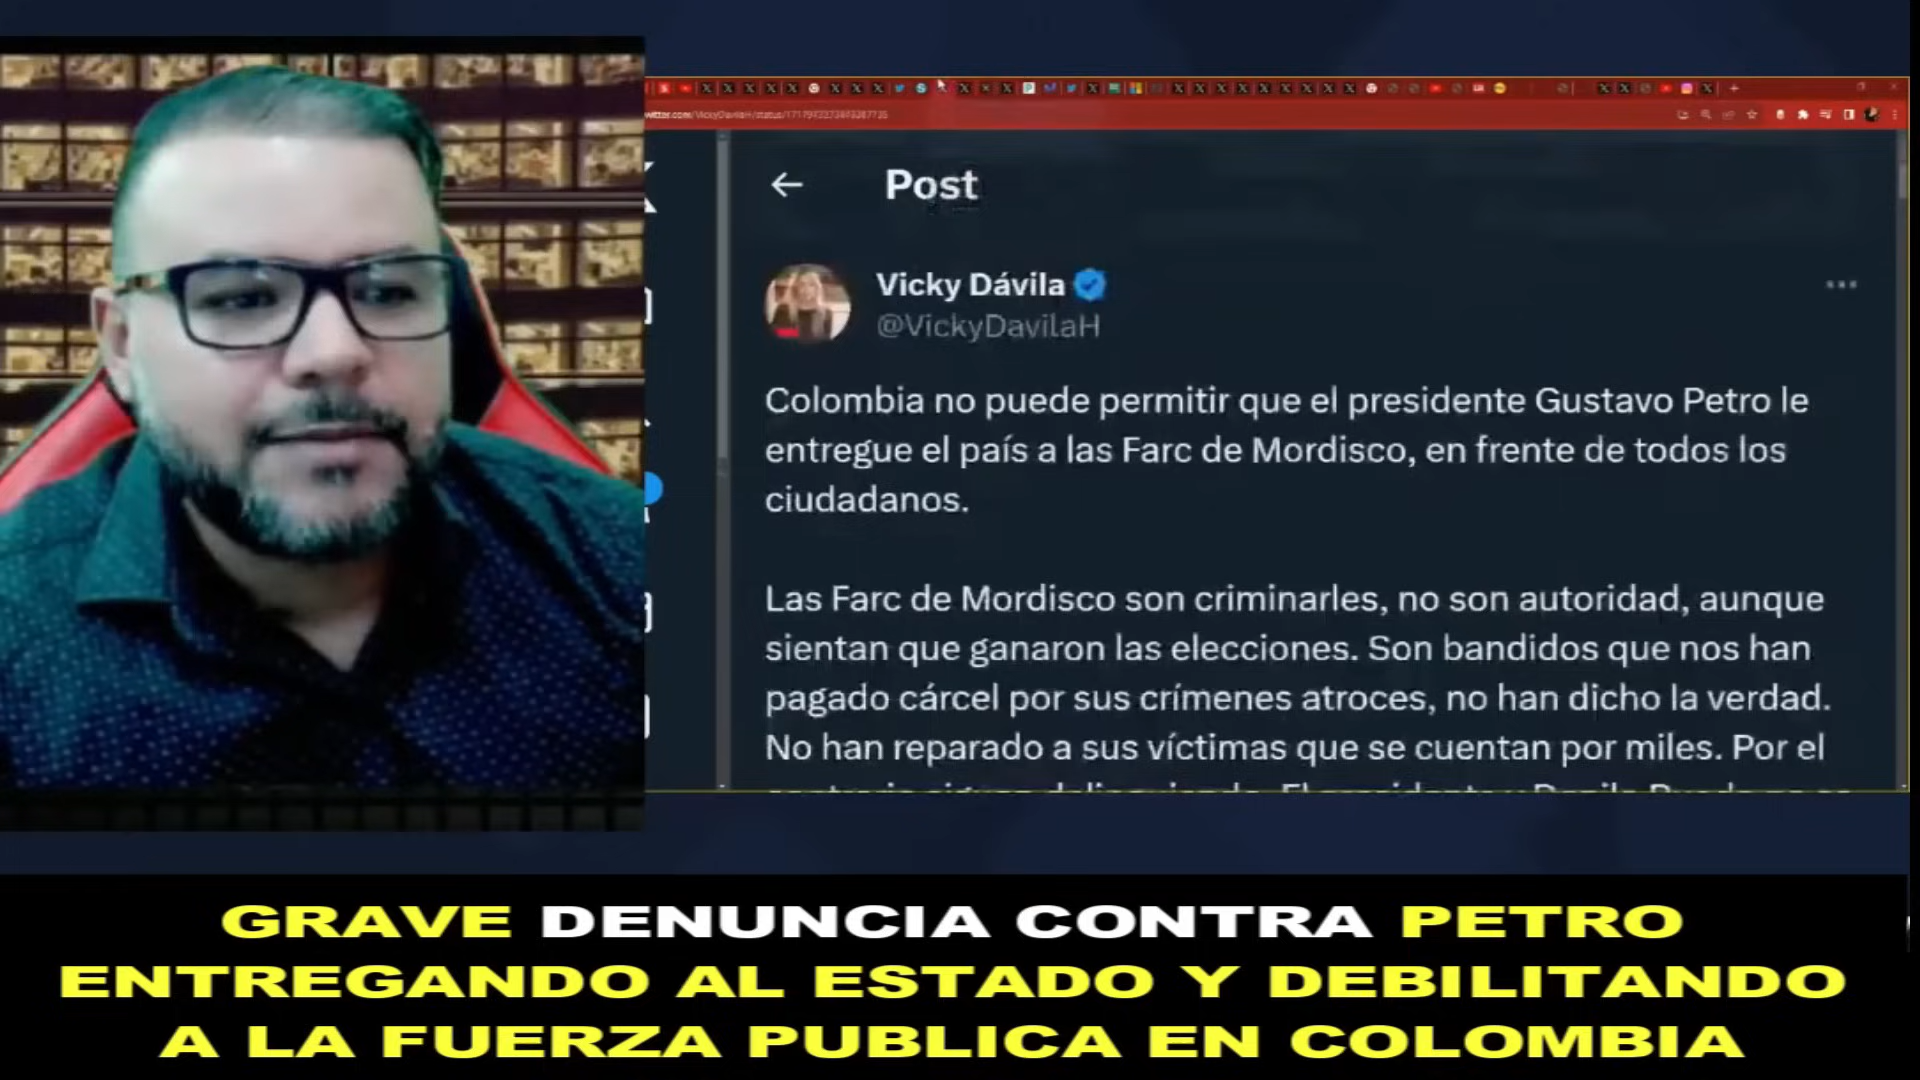 Post
Vicky Dávila
@VickyDavilaH
Colombia no puede permitir que el presidente Gustavo Petro le
entregue el país a las Farc de Mordisco, en frente de todos los
ciudadanos.
Las Farc de Mordisco son criminarles, no son autoridad, aunque
sientan que ganaron las elecciones. Son bandidos que nos han
pagado cárcel por sus crímenes atroces, no han dicho la verdad.
No han reparado a sus víctimas que se cuentan por miles. Por el
GRAVE DENUNCIA CONTRA PETRO
ENTREGANDO AL ESTADO Y DEBILITANDO
A LA FUERZA PUBLICA EN COLOMBIA